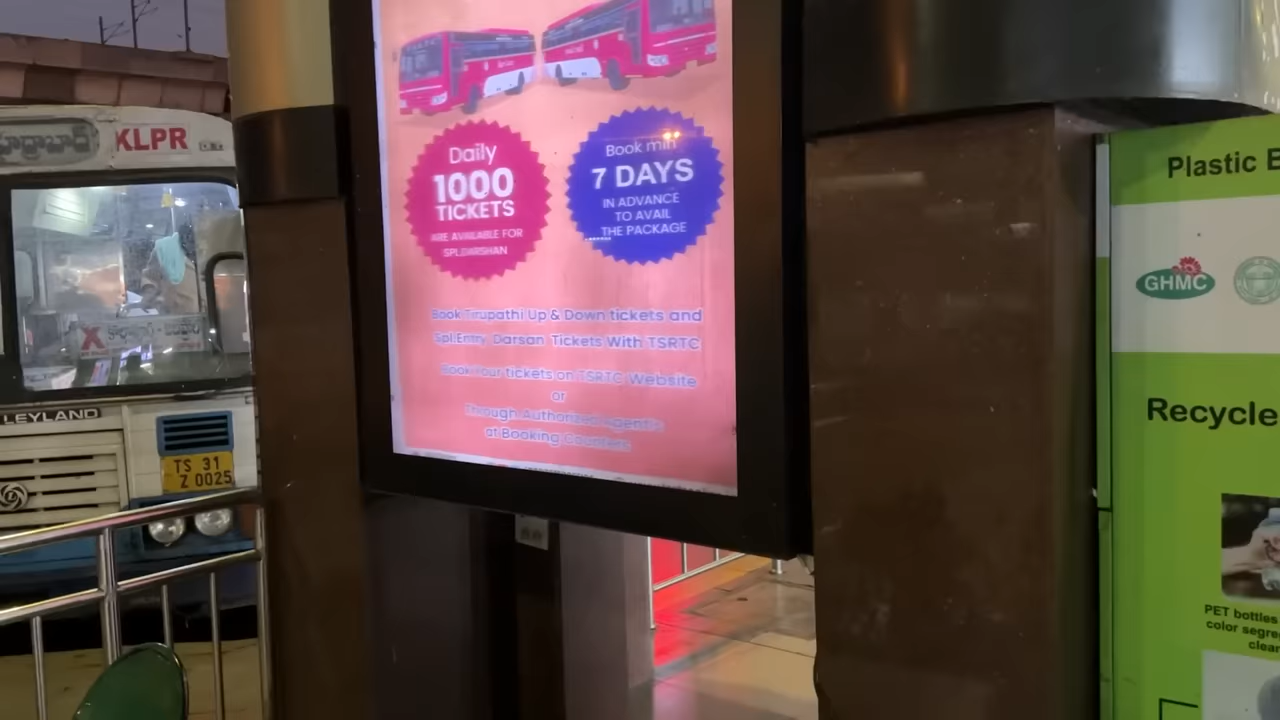 హైద్రాబాద్
KLPR
X
LEYLAND
TS 31
Z 0025
Daily
1000
TICKETS
ARE AVAILABLE FOR
SPL.DARSHAN
Book min
7 DAYS
IN ADVANCE
TO AVAIL
THE PACKAGE
Book Tirupathi Up & Down tickets and
Spl.Entry Darsan Tickets With TSRTC
Book Your tickets on TSRTC Website
or
Through Authorized Agents
at Booking Counters
Plastic
GHMC
Recycle
PET bottles
color segre
clea